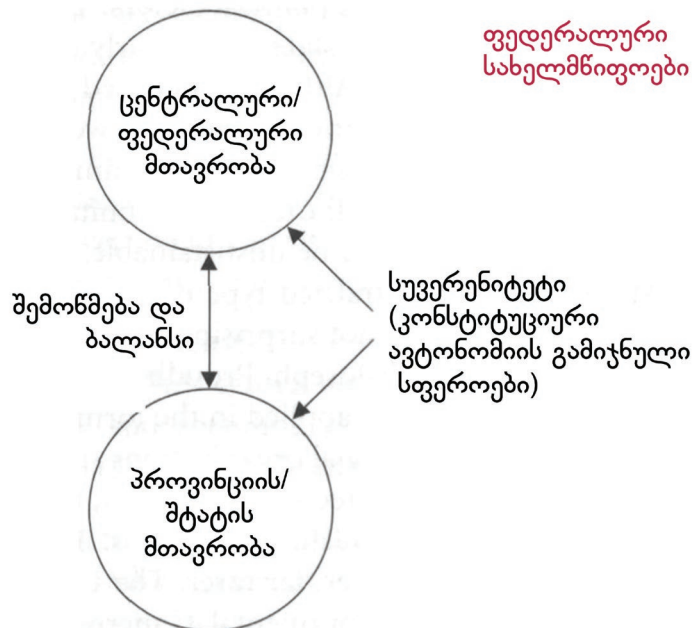 ფედერალური
სახელმწიფოები
ცენტრალური/
ფედერალური
მთავრობა
შემოწმება და
ბალანსი
სუვერენიტეტი
(კონსტიტუციური
ავტონომიის გამიჯნული
სფეროები)
პროვინციის/
შტატის
მთავრობა